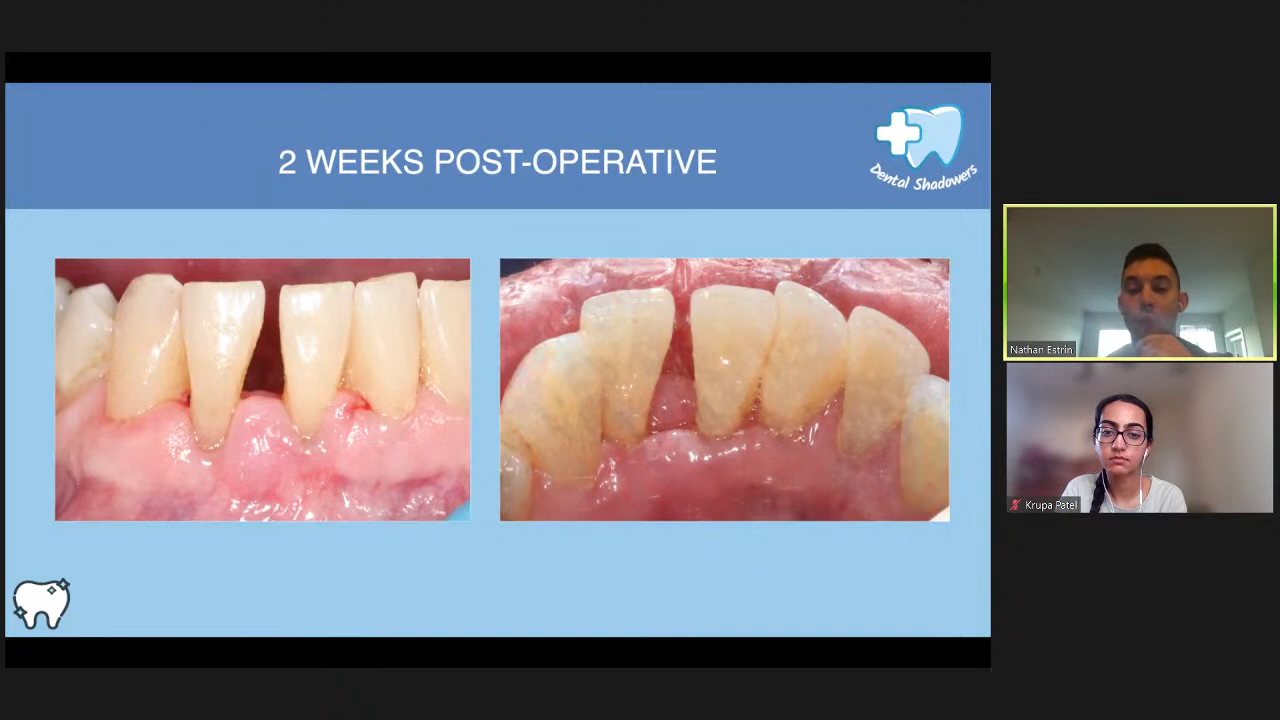 2 WEEKS POST-OPERATIVE
Dental Shadowers
Nathan Estrin
Krupa Patel